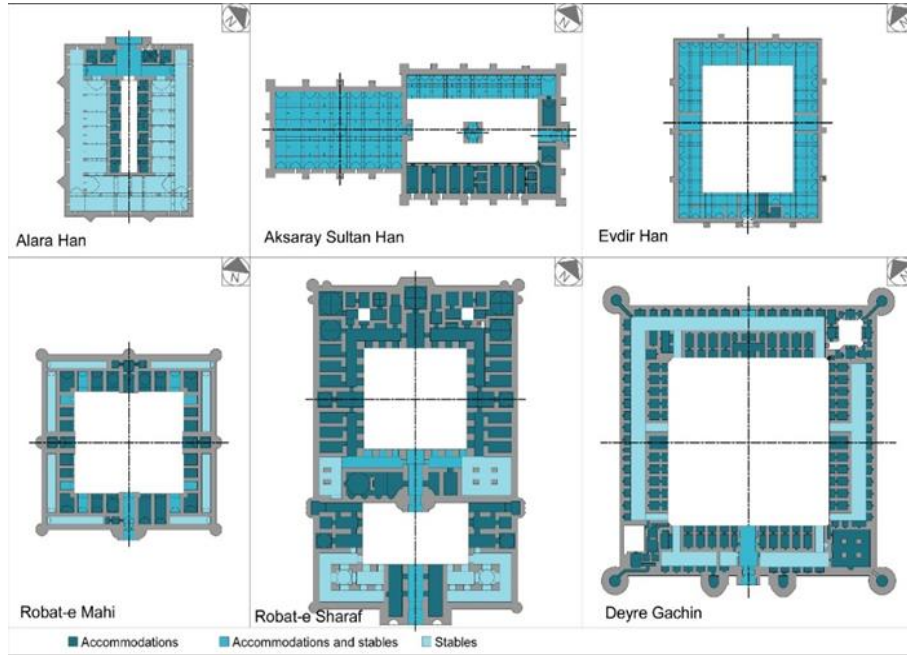 N
N
N
Alara Han
Aksaray Sultan Han
Evdir Han
N
N
N
Robat-e Mahi
Robat-e Sharaf
Deyre Gachin
Accommodations
Accommodations and stables
Stables